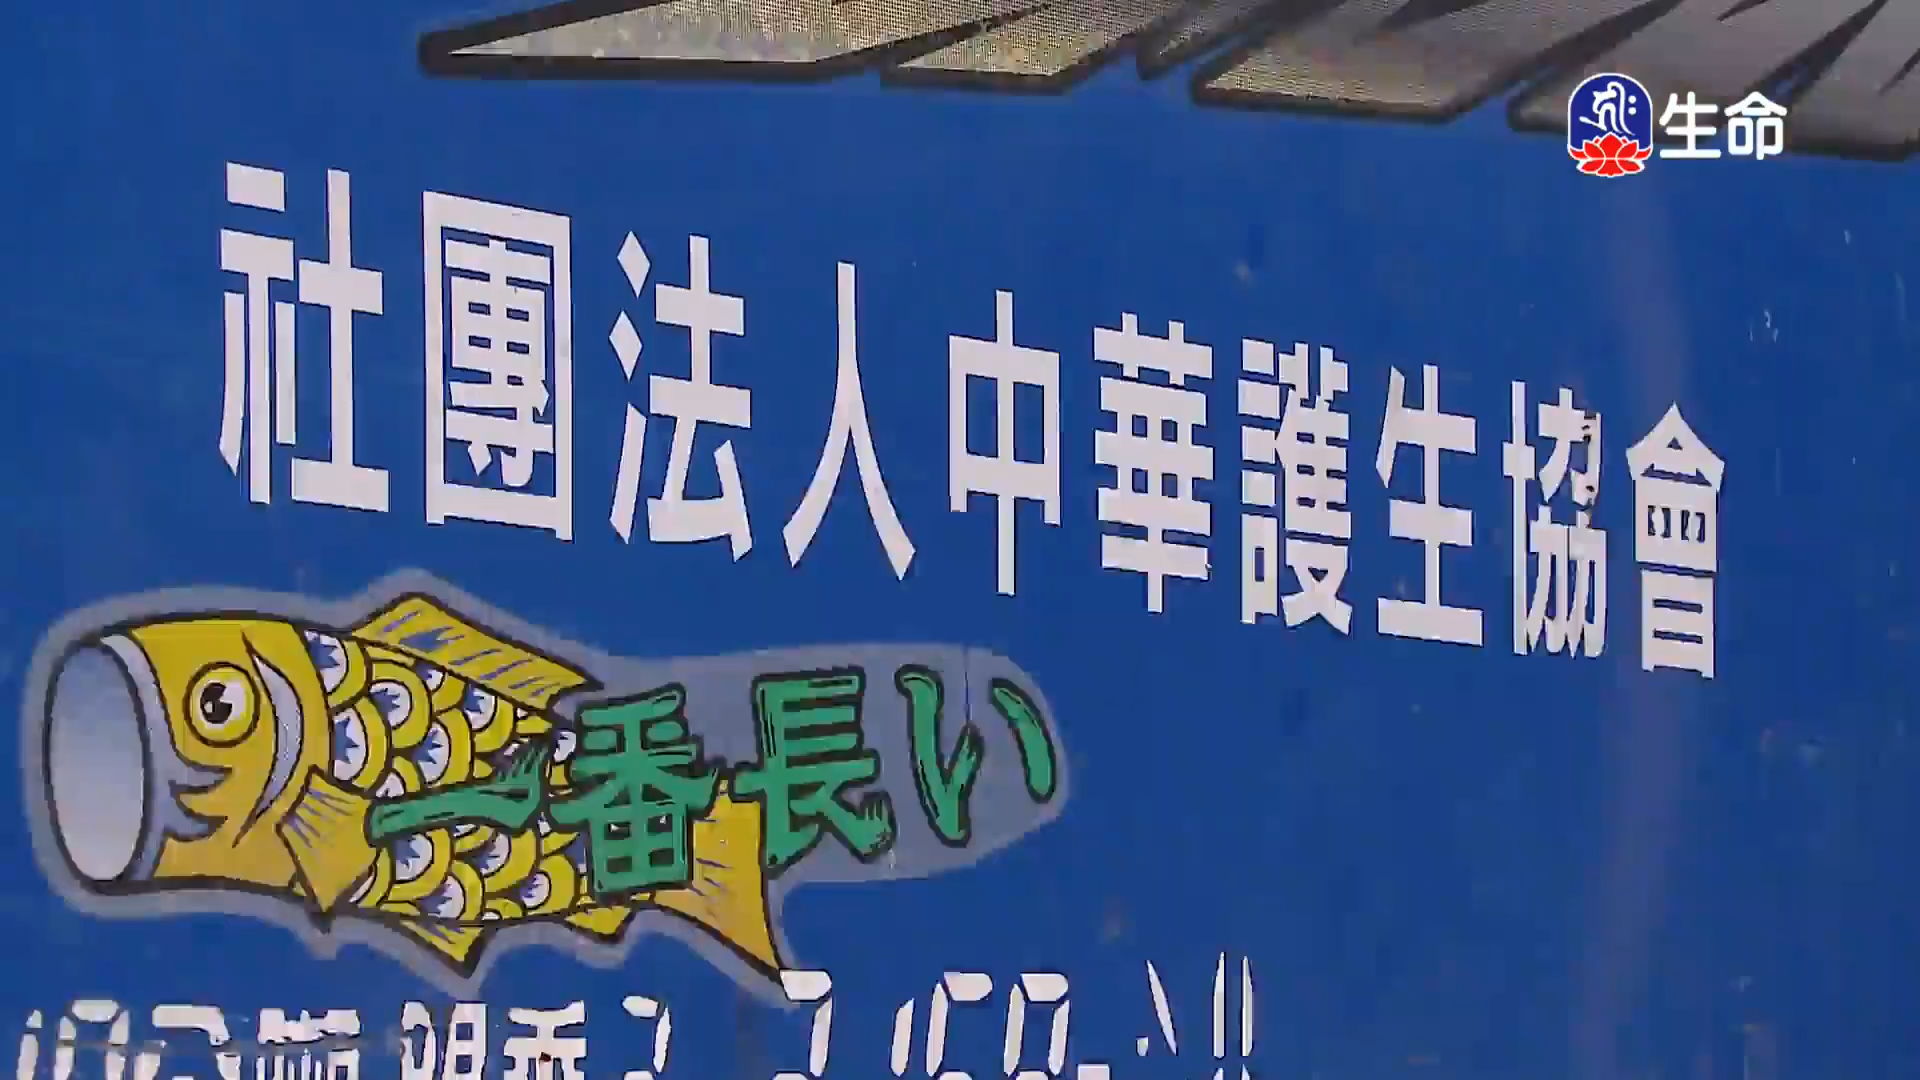 生命
社團法人中華護生協會
一番長い